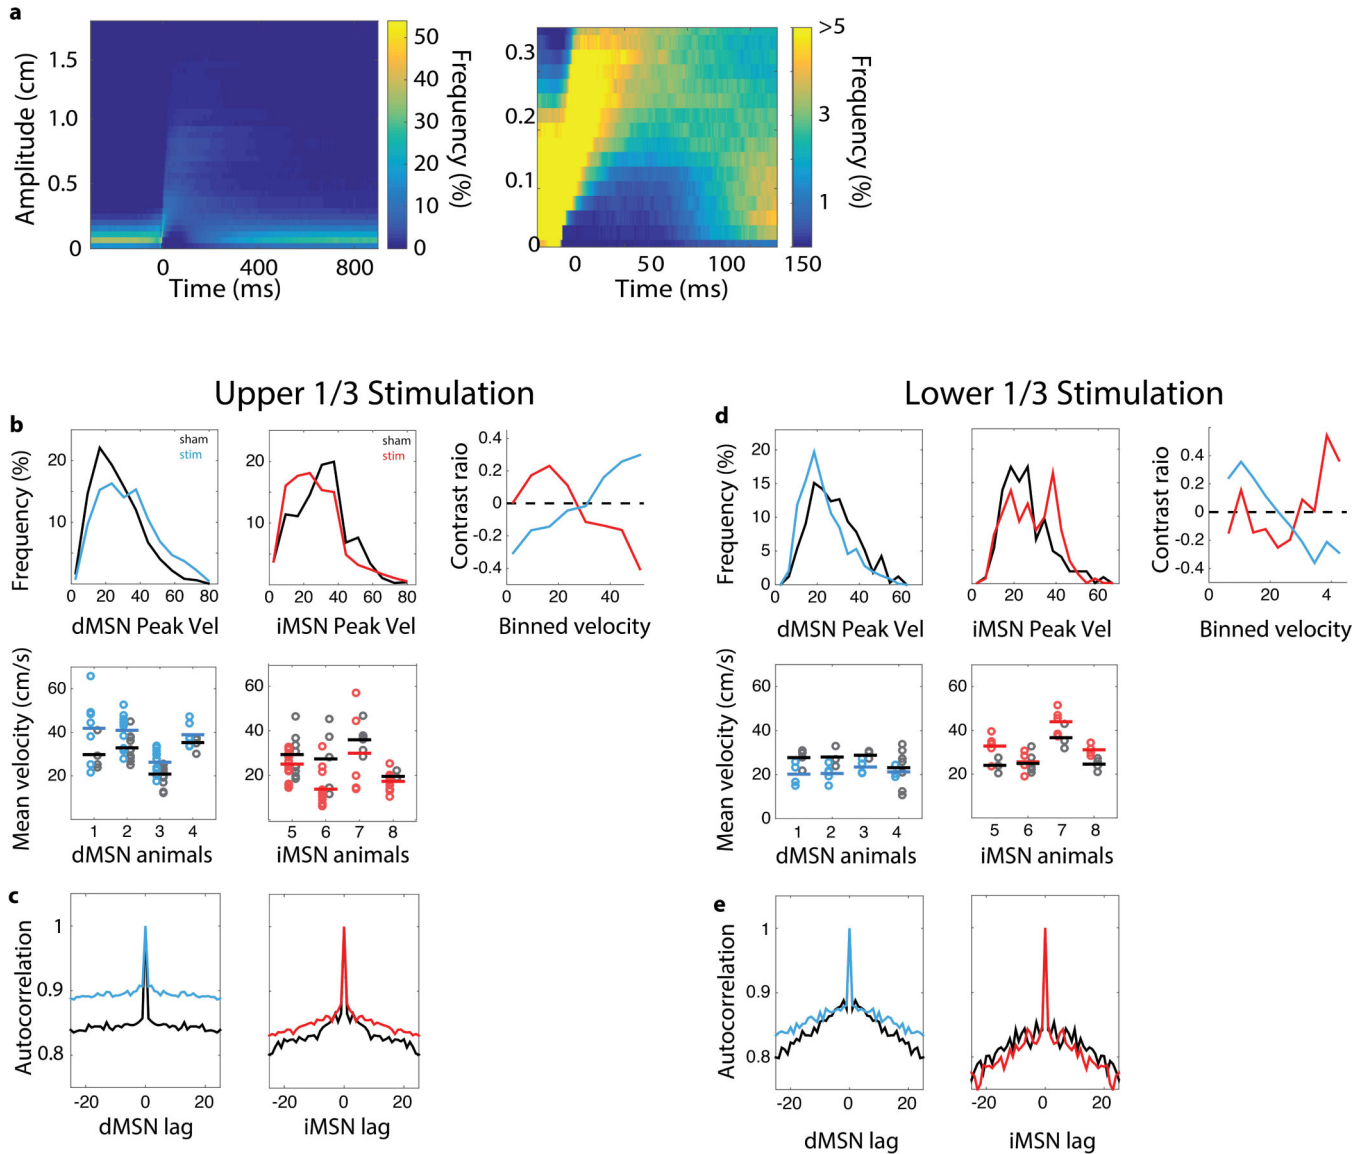 a
Amplitude (cm)
1.5
1.0
0.5
0
0 400 800
Time (ms)
50
40
30
20
10
0
Frequency (%)
0.3
0.2
0.1
0
0 50 100 150
Time (ms)
>5
3
1
Frequency (%)
Upper 1/3 Stimulation
b
Frequency (%)
20
10
sham
stim
0 20 40 60 80
dMSN Peak Vel
20
10
sham
stim
0 20 40 60 80
iMSN Peak Vel
Contrast raio
0.4
0.2
0
-0.2
-0.4
Binned velocity
Mean velocity (cm/s)
60
40
20
1 2 3 4
dMSN animals
60
40
20
5 6 7 8
iMSN animals
c
Autocorrelation
1
0.9
0.8
-20 0 20
dMSN lag
-20 0 20
iMSN lag
Lower 1/3 Stimulation
d
Frequency (%)
20
15
10
5
0
0 20 40 60
dMSN Peak Vel
0 20 40 60
iMSN Peak Vel
Contrast raio
0.4
0.2
0
-0.2
-0.4
0 20 4
Binned velocity
Mean velocity (cm/s)
60
40
20
0
1 2 3 4
dMSN animals
60
40
20
5 6 7 8
iMSN animals
e
Autocorrelation
1
0.9
0.8
-20 0 20
dMSN lag
-20 0 20
iMSN lag